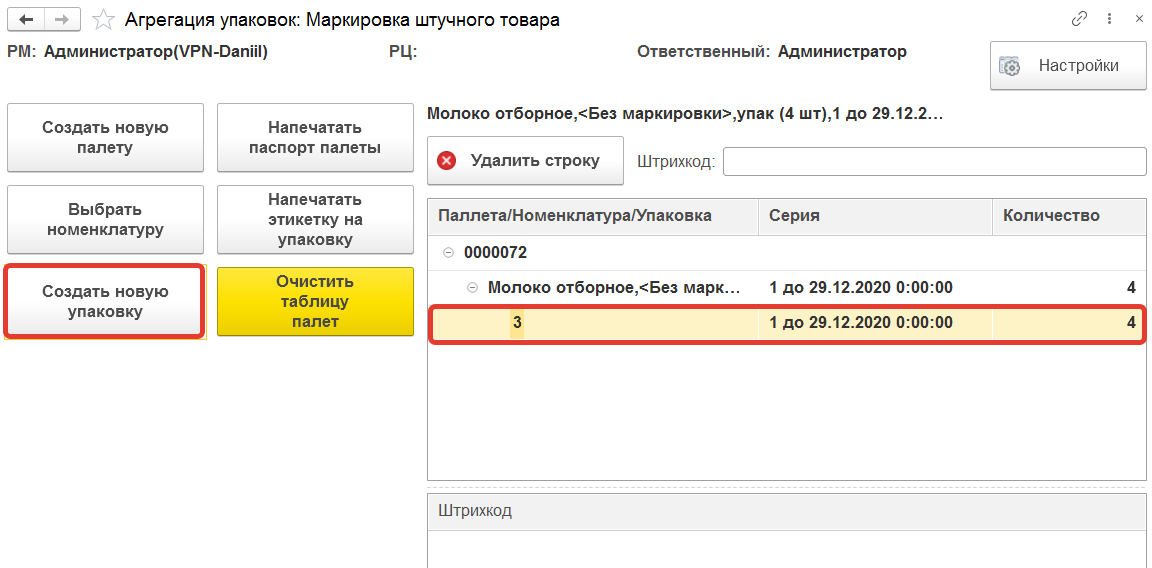 Агрегация упаковок: Маркировка штучного товара
РМ: Администратор(VPN-Daniil) РЦ: Ответственный: Администратор
Настройки
Создать новую
палету
Напечатать
паспорт палеты
Выбрать
номенклатуру
Напечатать
этикетку на
упаковку
Создать новую
упаковку
Очистить
таблицу
палет
Молоко отборное,<Без маркировки>,упак (4 шт),1 до 29.12.2...
Удалить строку Штрихкод:
Паллета/Номенклатура/Упаковка Серия Количество
0000072
Молоко отборное,<Без марк... 1 до 29.12.2020 0:00:00 4
3 1 до 29.12.2020 0:00:00 4
Штрихкод